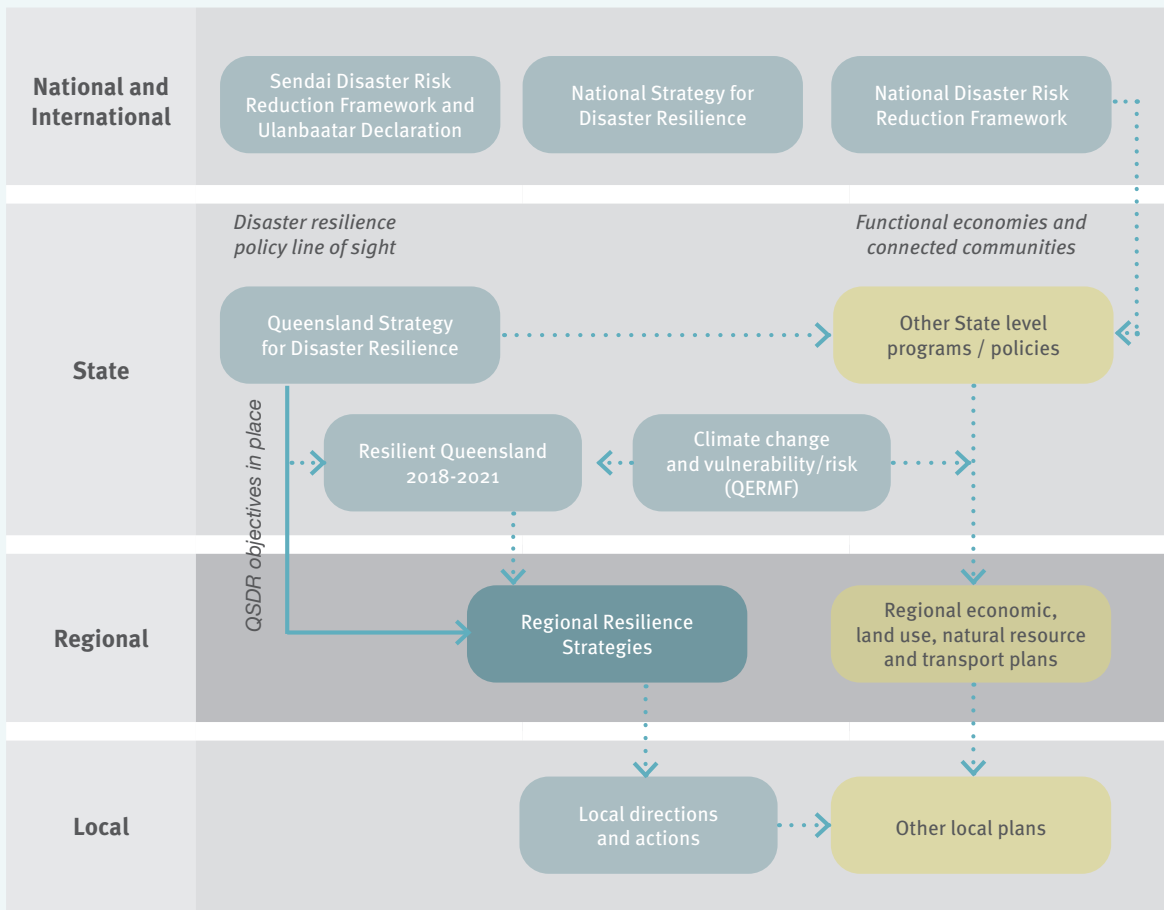 National and
International
Sendai Disaster Risk
Reduction Framework and
Ulanbaatar Declaration
National Strategy for
Disaster Resilience
National Disaster Risk
Reduction Framework
State
Disaster resilience
policy line of sight
Functional economies and
connected communities
Queensland Strategy
for Disaster Resilience
Other State level
programs / policies
QSDR objectives in place
Resilient Queensland
2018-2021
Climate change
and vulnerability/risk
(QERMF)
Regional
Regional Resilience
Strategies
Regional economic,
land use, natural resource
and transport plans
Local
Local directions
and actions
Other local plans